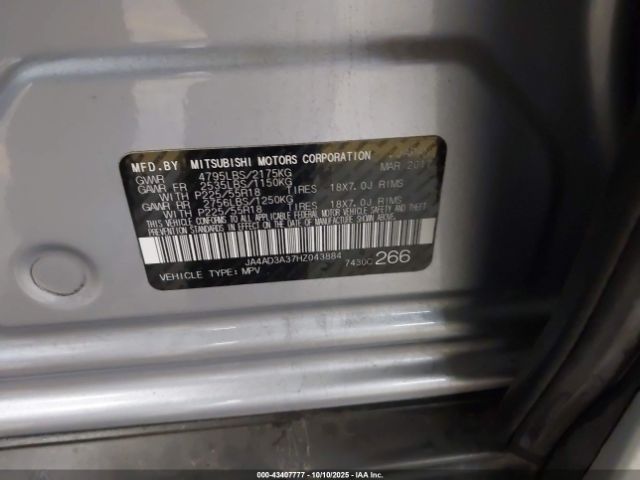 MFD.BY MITSUBISHI MOTORS CORPORATION MAR 2017
GVWR 4795LBS/2175KG
GAWR FR 2535LBS/1150KG
WITH P225/55R18 TIRES 18X7.0J RIMS
GAWR RR 2756LBS/1250KG
WITH P225/55R18 TIRES 18X7.0J RIMS
THIS VEHICLE CONFORMS TO ALL APPLICABLE FEDERAL MOTOR VEHICLE SAFETY AND THEFT
PREVENTION STANDARDS IN EFFECT ON THE DATE OF MANUFACTURE SHOWN ABOVE.
JA4AD3A37HZ043884 7430C 266
VEHICLE TYPE: MPV
00-43407777 - 10/10/2025 - Copyright IAA, Inc.